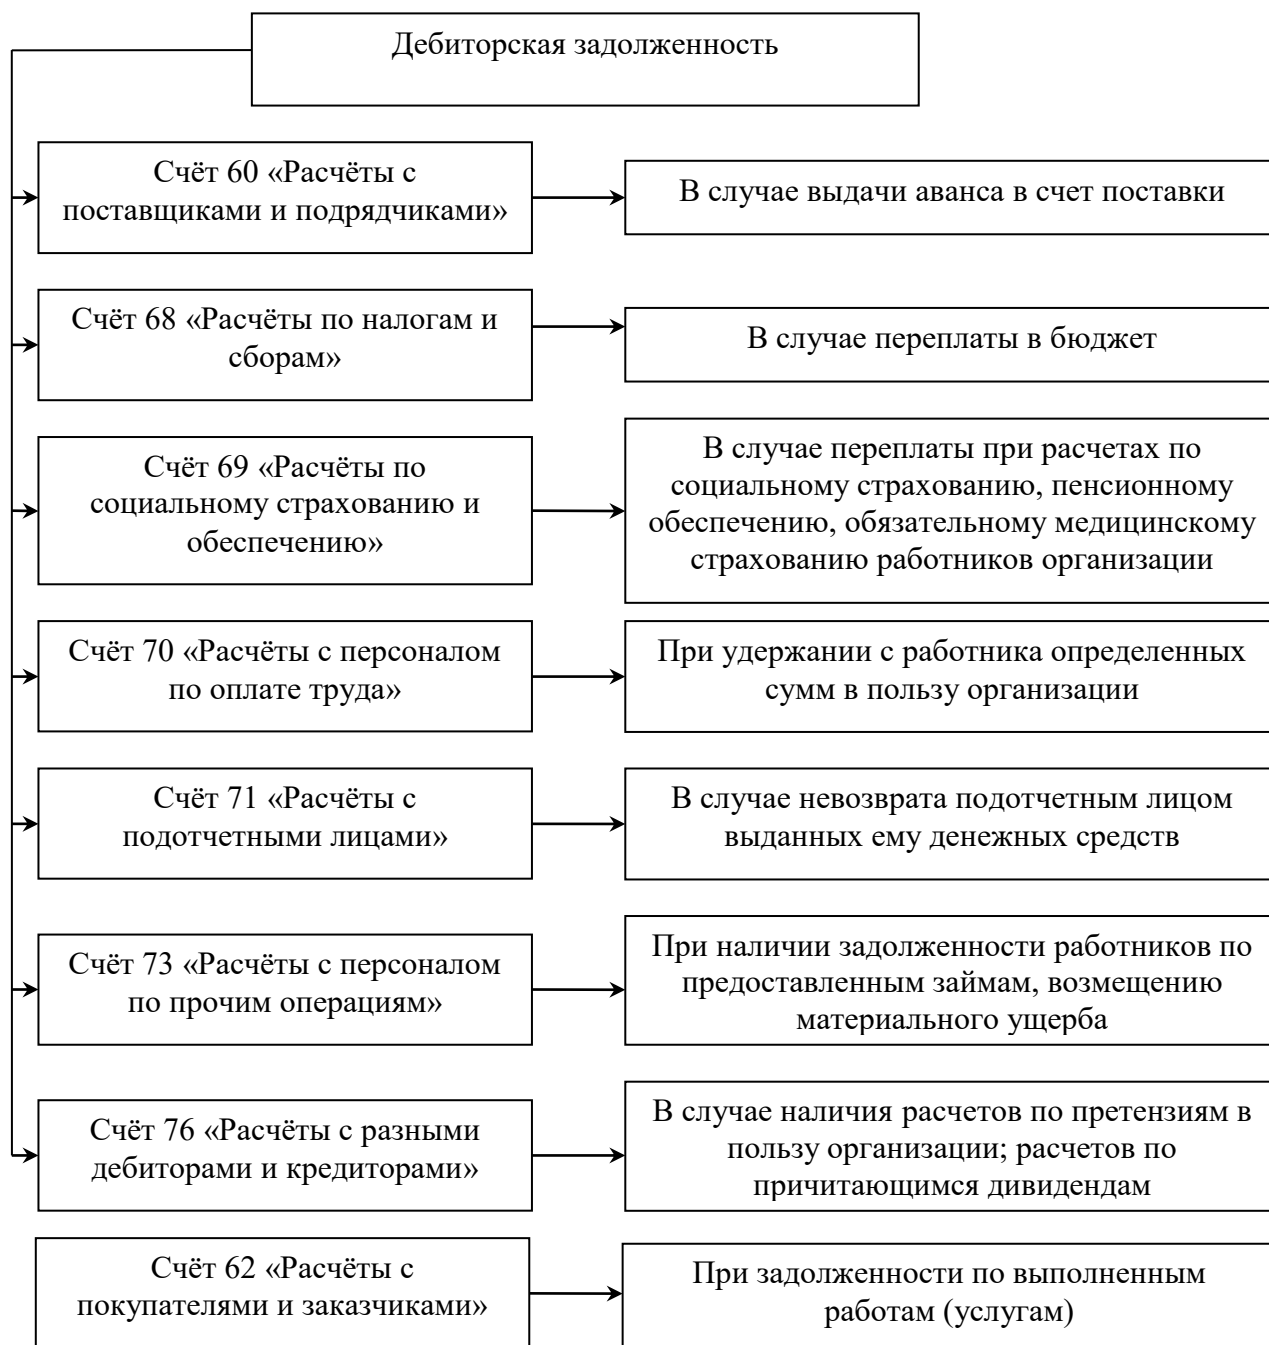 Дебиторская задолженность
Счёт 60 «Расчёты с
поставщиками и подрядчиками»
В случае выдачи аванса в счет поставки
Счёт 68 «Расчёты по налогам и
сборам»
В случае переплаты в бюджет
Счёт 69 «Расчёты по
социальному страхованию и
обеспечению»
В случае переплаты при расчетах по
социальному страхованию, пенсионному
обеспечению, обязательному медицинскому
страхованию работников организации
Счёт 70 «Расчёты с персоналом
по оплате труда»
При удержании с работника определенных
сумм в пользу организации
Счёт 71 «Расчёты с
подотчетными лицами»
В случае невозврата подотчетным лицом
выданных ему денежных средств
Счёт 73 «Расчёты с персоналом
по прочим операциям»
При наличии задолженности работников по
предоставленным займам, возмещению
материального ущерба
Счёт 76 «Расчёты с разными
дебиторами и кредиторами»
В случае наличия расчетов по претензиям в
пользу организации; расчетов по
причитающимся дивидендам
Счёт 62 «Расчёты с
покупателями и заказчиками»
При задолженности по выполненным
работам (услугам)